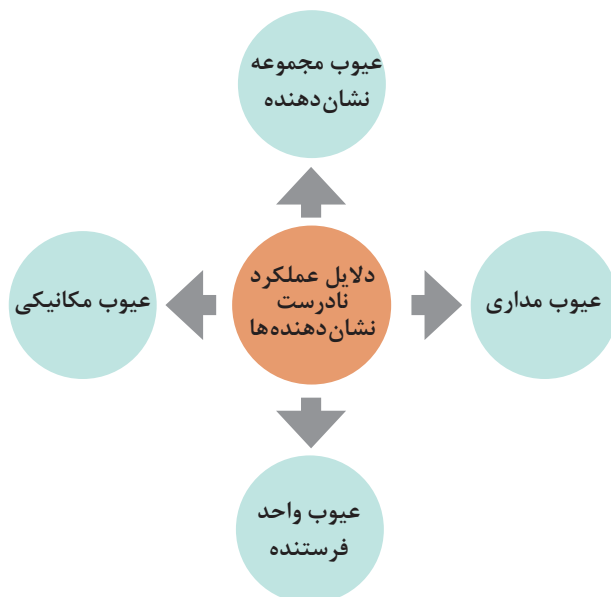 عیوب مجموعه
نشان‌دهنده
دلایل عملکرد
نادرست
نشان‌دهنده‌ها
عیوب مداری
عیوب مکانیکی
عیوب واحد
فرستنده